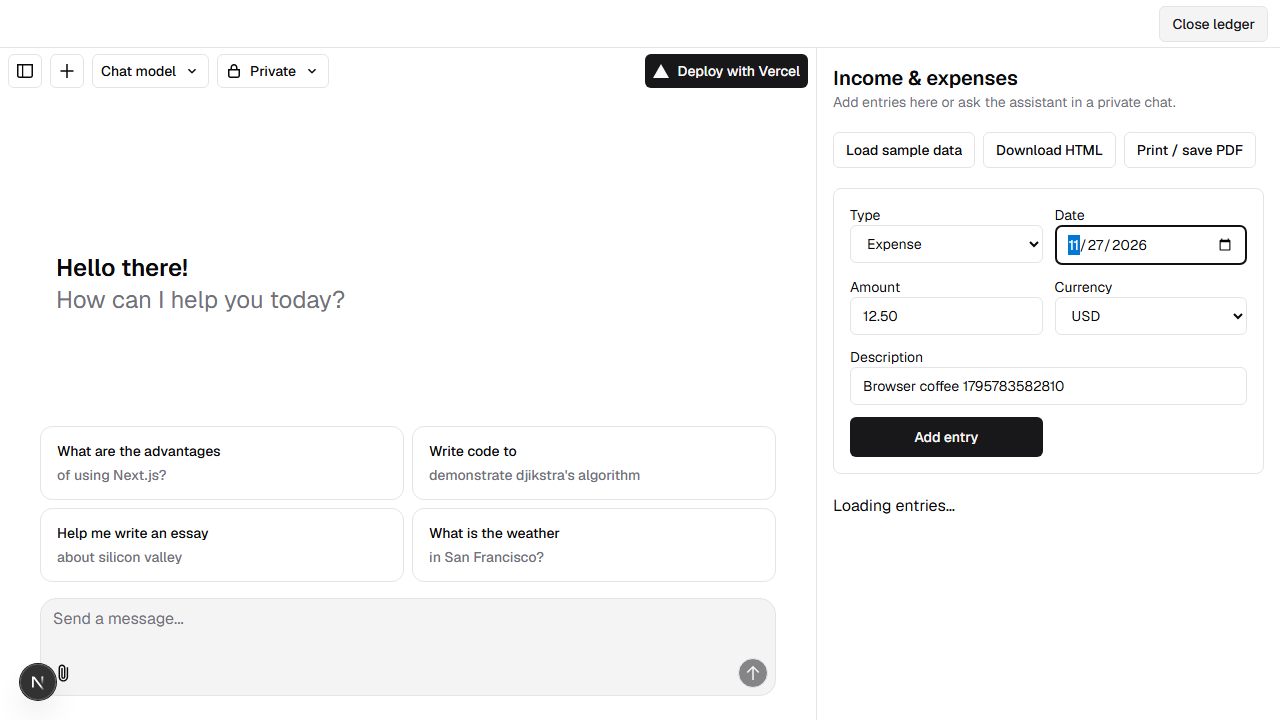 Close ledger
Chat model
Private
Deploy with Vercel
Hello there!
How can I help you today?
What are the advantages
of using Next.js?
Write code to
demonstrate djikstra's algorithm
Help me write an essay
about silicon valley
What is the weather
in San Francisco?
Send a message...
N
Income & expenses
Add entries here or ask the assistant in a private chat.
Load sample data
Download HTML
Print / save PDF
Type
Date
Expense
11/27/2026
Amount
Currency
12.50
USD
Description
Browser coffee 1795783582810
Add entry
Loading entries...